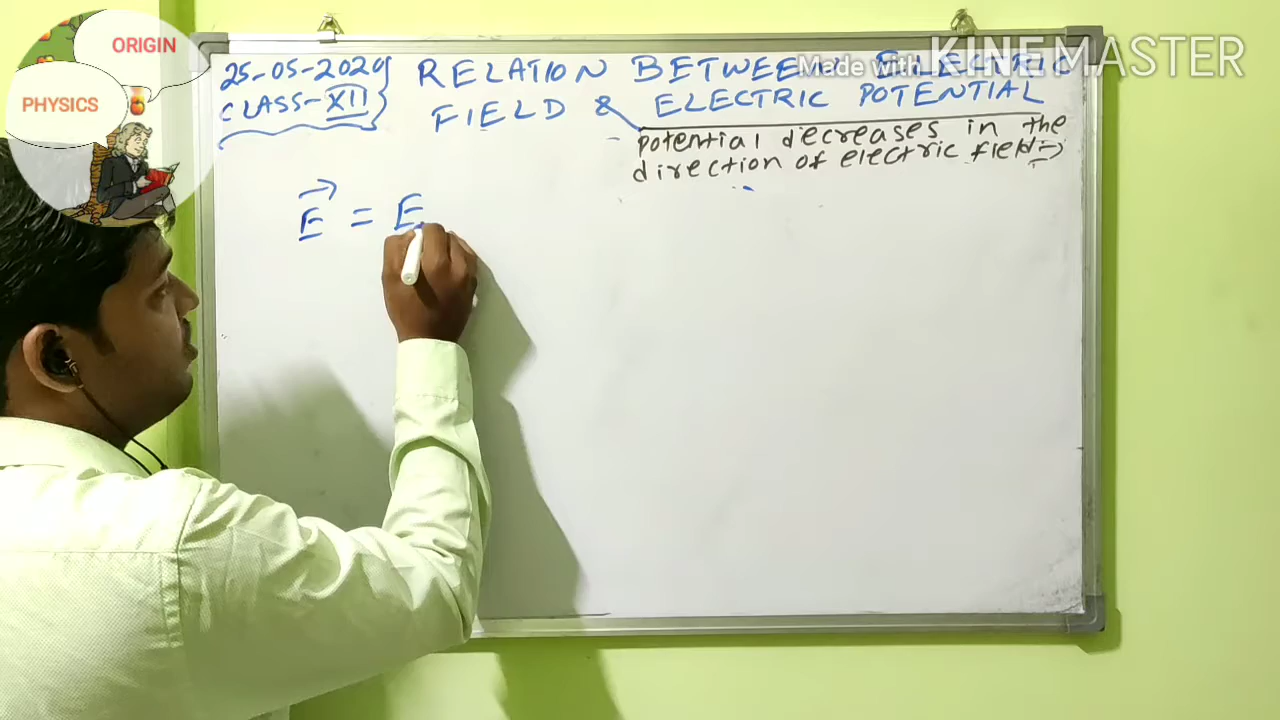 ORIGIN
PHYSICS
Made with KINEMASTER
25-05-2020
CLASS-XII
RELATION BETWEEN ELECTRIC
FIELD & ELECTRIC POTENTIAL
potential decreases in the
direction of electric field⇒
E⃗ = E